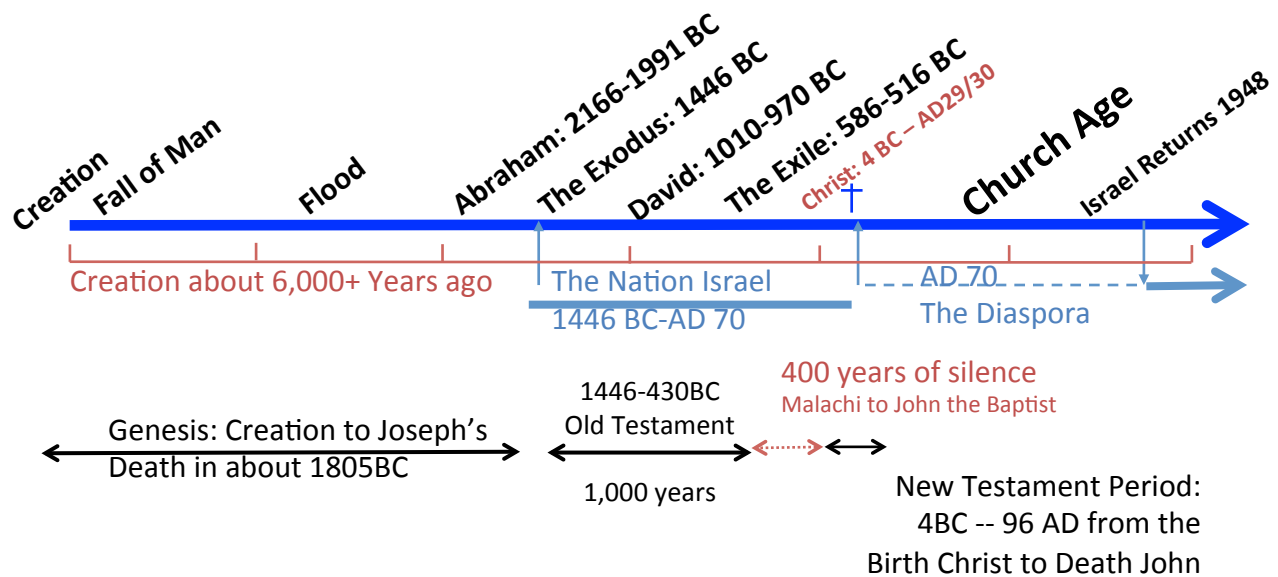 Creation
Fall of Man
Flood
Abraham: 2166-1991 BC
The Exodus: 1446 BC
David: 1010-970 BC
The Exile: 586-516 BC
Christ: 4 BC – AD29/30
Church Age
Israel Returns 1948
Creation about 6,000+ Years ago
The Nation Israel
1446 BC-AD 70
AD 70
The Diaspora
400 years of silence
Malachi to John the Baptist
1446-430BC
Old Testament
1,000 years
Genesis: Creation to Joseph's
Death in about 1805BC
New Testament Period:
4BC -- 96 AD from the
Birth Christ to Death John